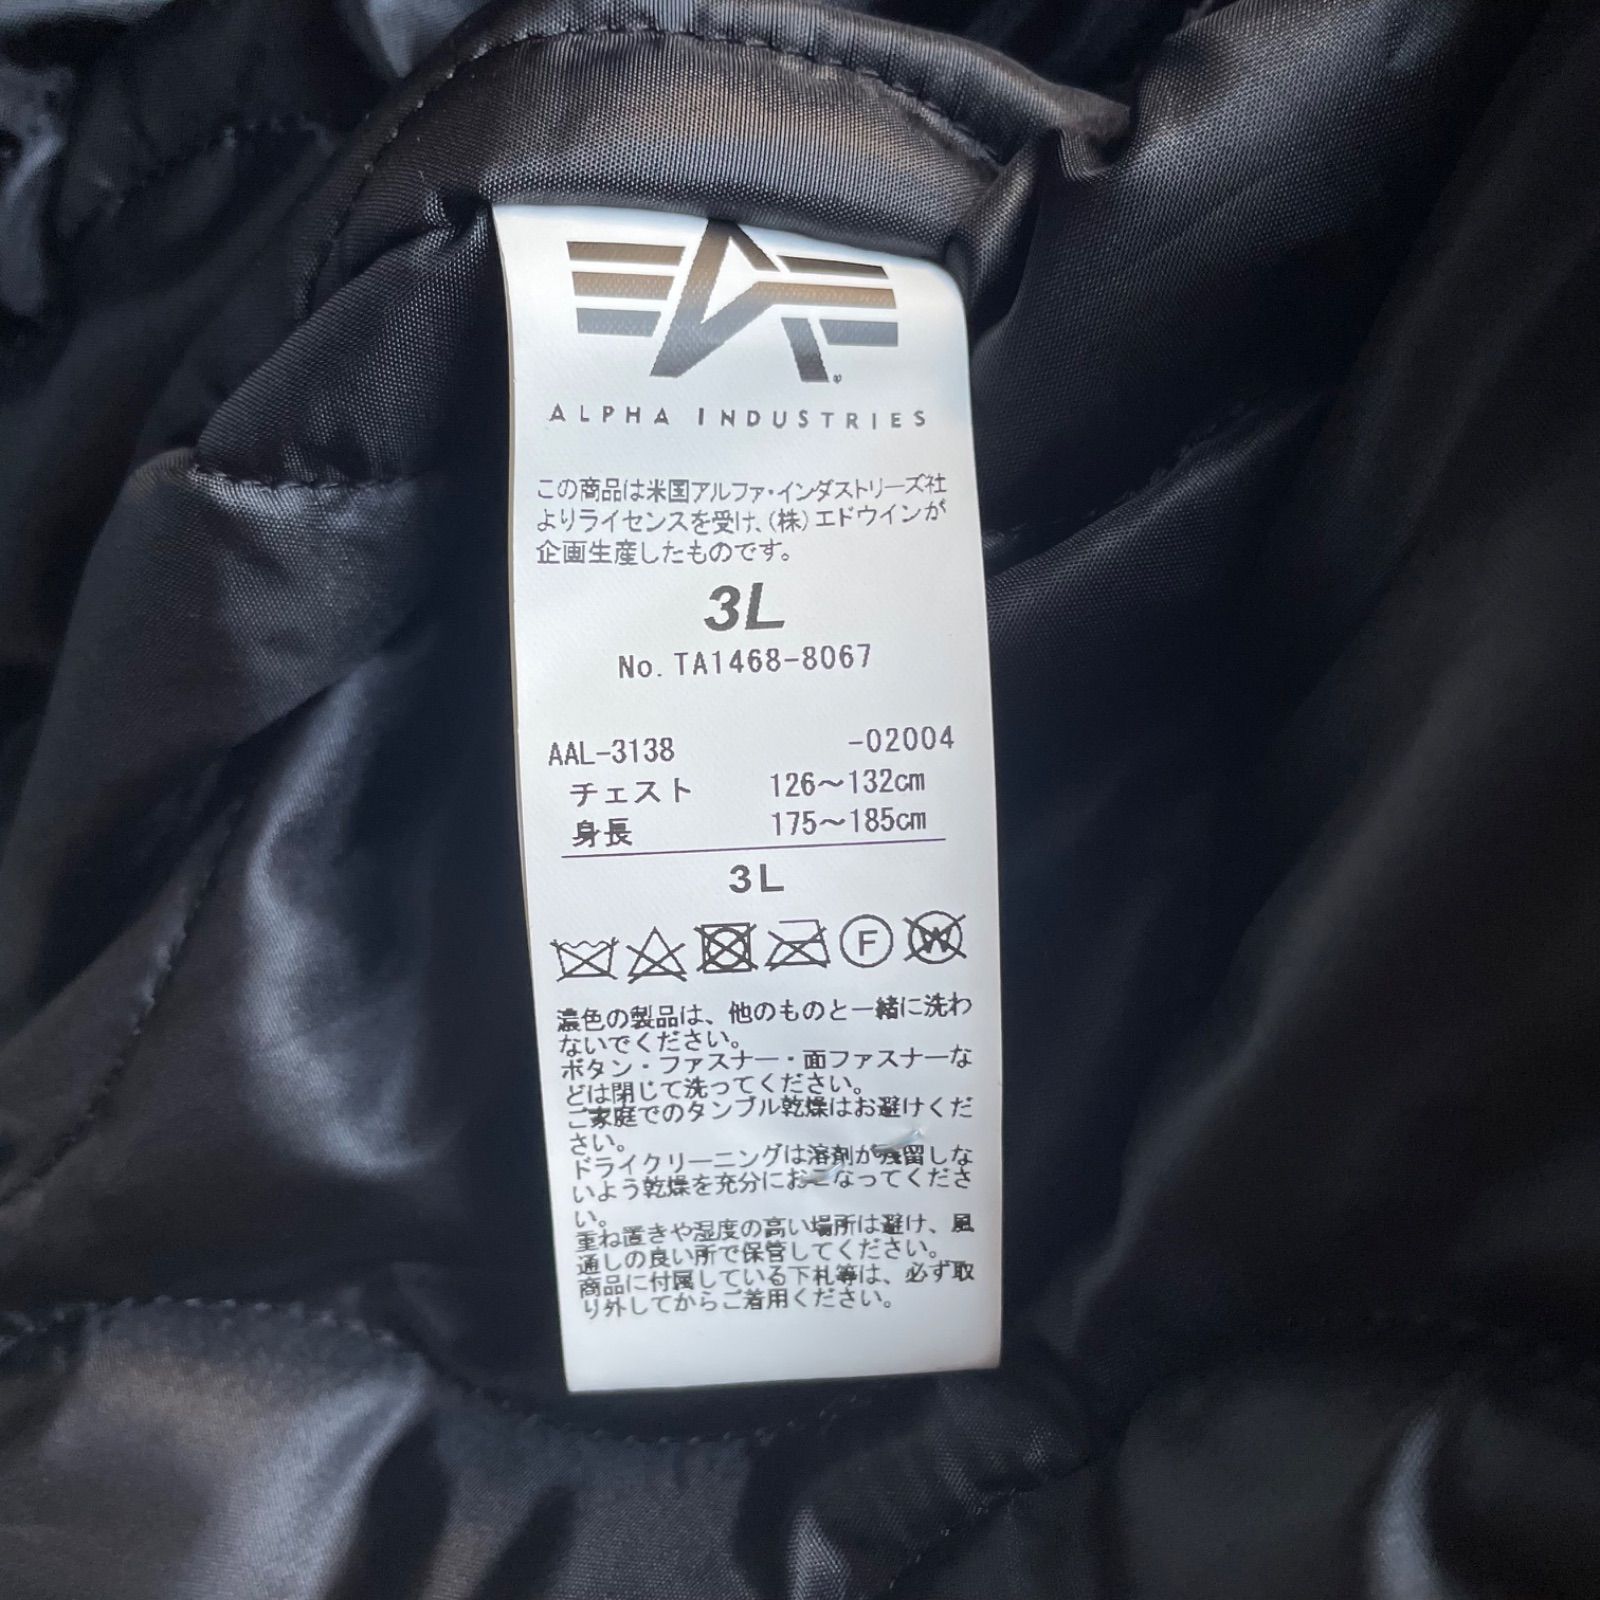 ALPHA INDUSTRIES
この商品は米国アルファ・インダストリーズ社
よりライセンスを受け、(株)エドウインが
企画生産したものです。
3L
No. TA1468-8067
AAL-3138 -02004
チェスト 126～132cm
身長 175～185cm
3L
F W
濃色の製品は、他のものと一緒に洗わ
ないでください。
ボタン・ファスナー・面ファスナーな
どは閉じて洗ってください。
ご家庭でのタンブル乾燥はお避けくだ
さい。
ドライクリーニングは溶剤が残留しな
いよう乾燥を充分におこなってくださ
い。
重ね置きや湿度の高い場所は避け、風
通しの良い所で保管してください。
商品に付属している下札等は、必ず取
り外してからご着用ください。